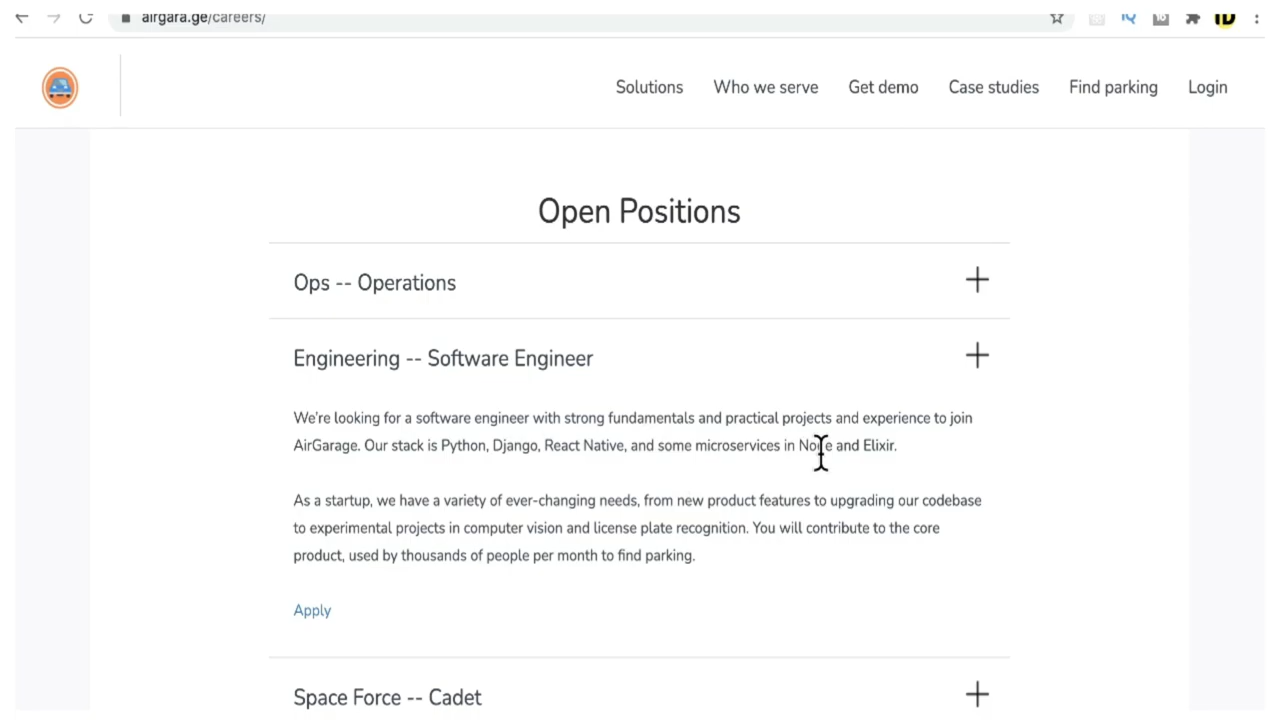 airgara.ge/careers/
Solutions Who we serve Get demo Case studies Find parking Login
Open Positions
Ops -- Operations
Engineering -- Software Engineer
We're looking for a software engineer with strong fundamentals and practical projects and experience to join
AirGarage. Our stack is Python, Django, React Native, and some microservices in Node and Elixir.
As a startup, we have a variety of ever-changing needs, from new product features to upgrading our codebase
to experimental projects in computer vision and license plate recognition. You will contribute to the core
product, used by thousands of people per month to find parking.
Apply
Space Force -- Cadet